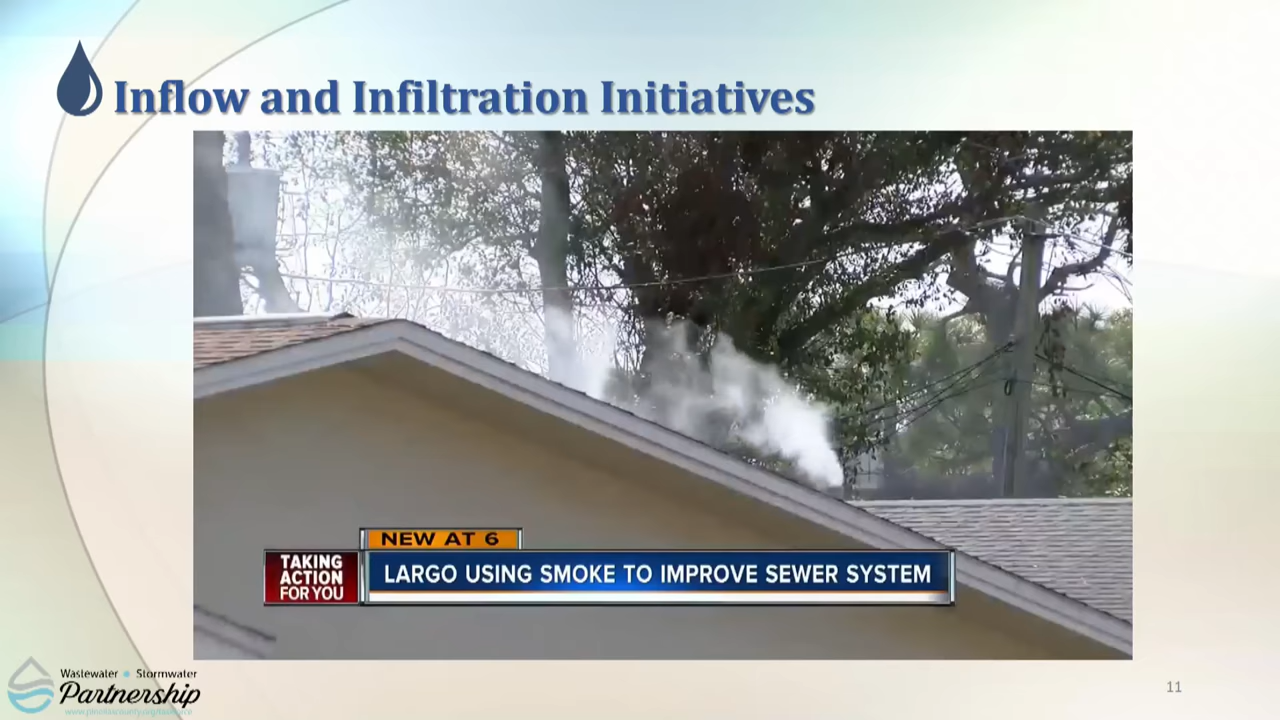 Inflow and Infiltration Initiatives
NEW AT 6
TAKING
ACTION
FOR YOU
LARGO USING SMOKE TO IMPROVE SEWER SYSTEM
Wastewater Stormwater
Partnership
11